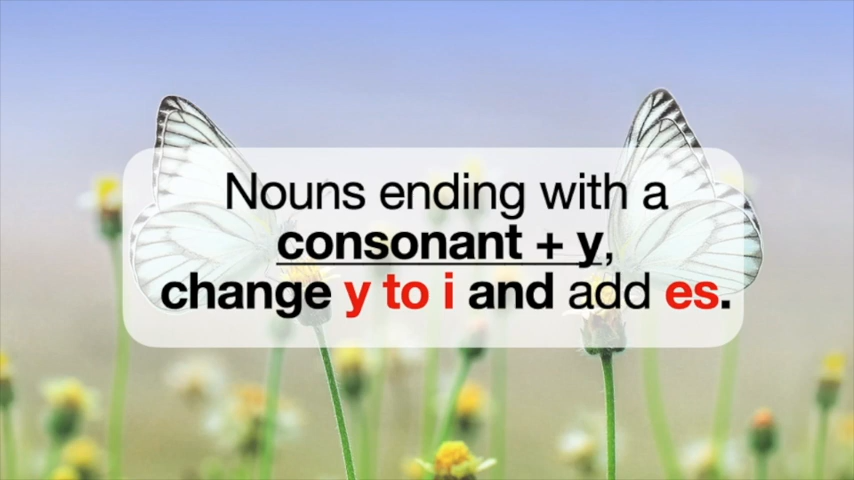 Nouns ending with a
consonant + y,
change y to i and add es.